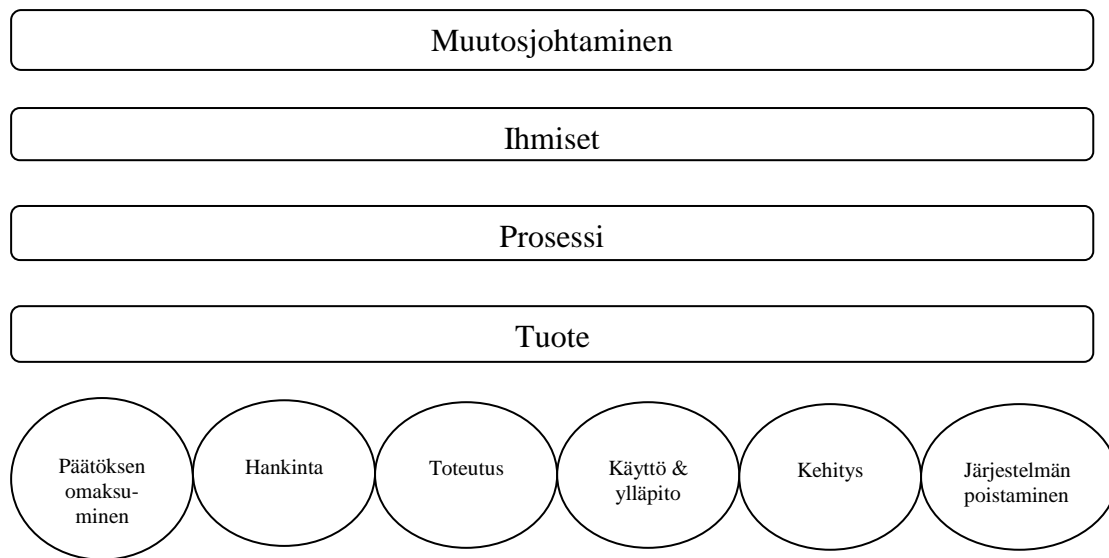 Muutosjohtaminen
Ihmiset
Prosessi
Tuote
Päätöksen
omaksu-
minen
Hankinta
Toteutus
Käyttö &
ylläpito
Kehitys
Järjestelmän
poistaminen